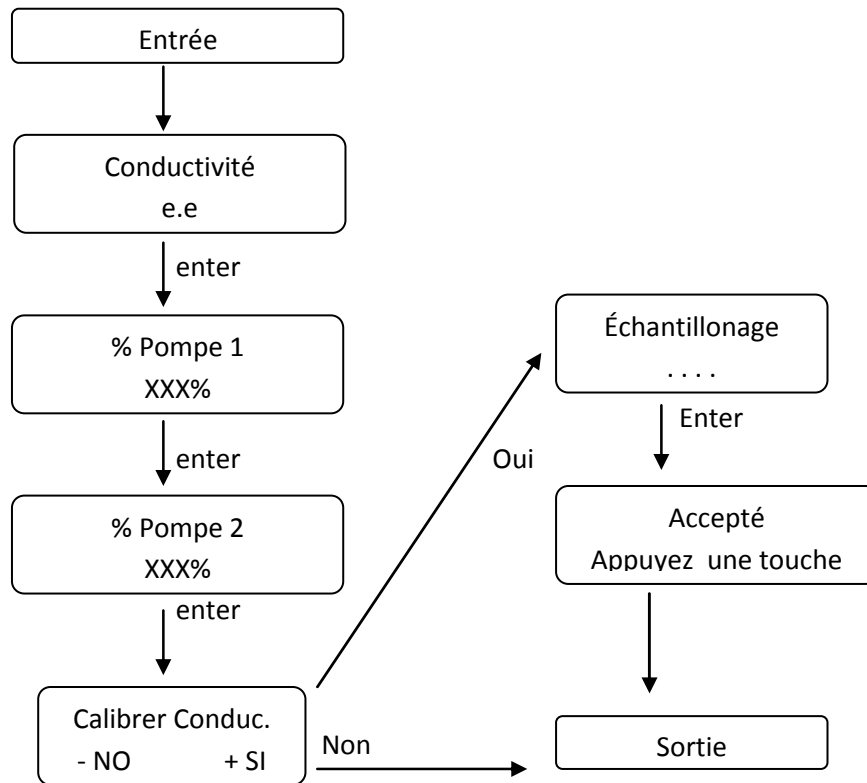 Entrée
Conductivité
e.e
enter
% Pompe 1
XXX%
enter
% Pompe 2
XXX%
enter
Calibrer Conduc.
- NO + SI
Oui
Non
Échantillonage
. . . .
Enter
Accepté
Appuyez une touche
Sortie